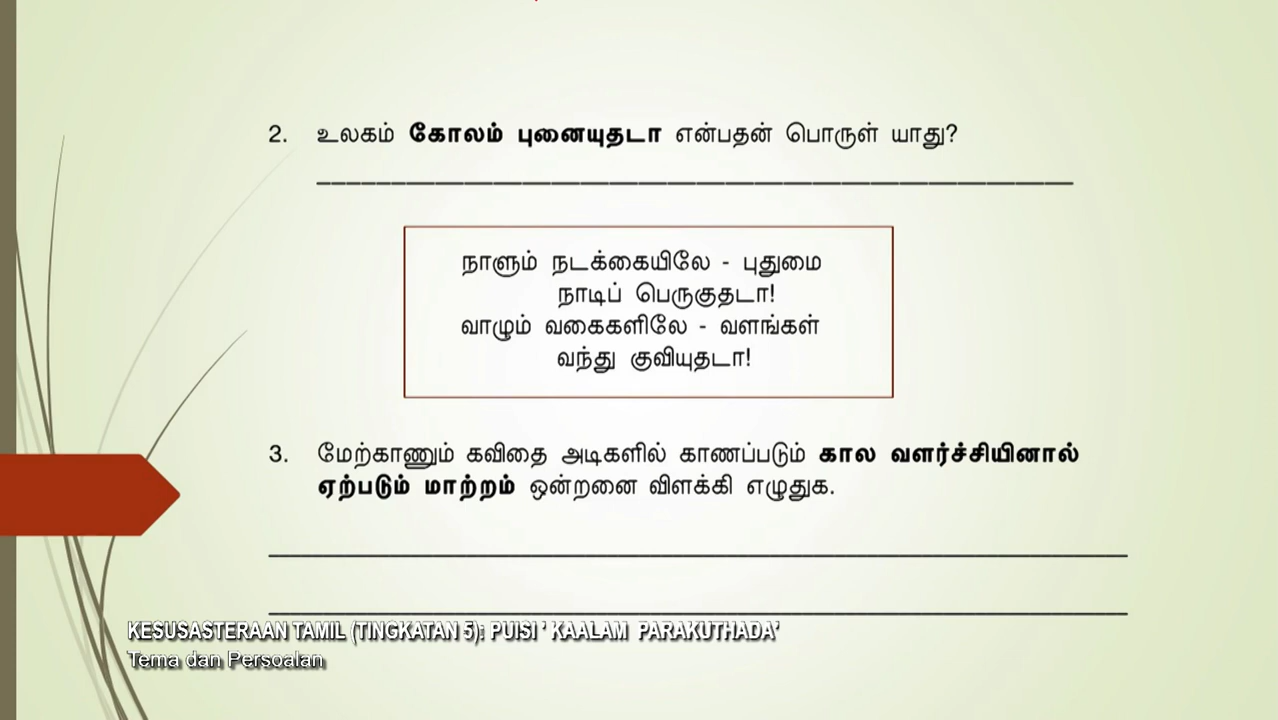 2. உலகம் கோலம் புனையுதடா என்பதன் பொருள் யாது?
நாளும் நடக்கையிலே - புதுமை
நாடிப் பெருகுதடா!
வாழும் வகைகளிலே - வளங்கள்
வந்து குவியுதடா!
3. மேற்காணும் கவிதை அடிகளில் காணப்படும் கால வளர்ச்சியினால்
ஏற்படும் மாற்றம் ஒன்றனை விளக்கி எழுதுக.
KESUSASTERAAN TAMIL (TINGKATAN 5): PUISI ' KAALAM PARAKUTHADA'
Tema dan Persoalan